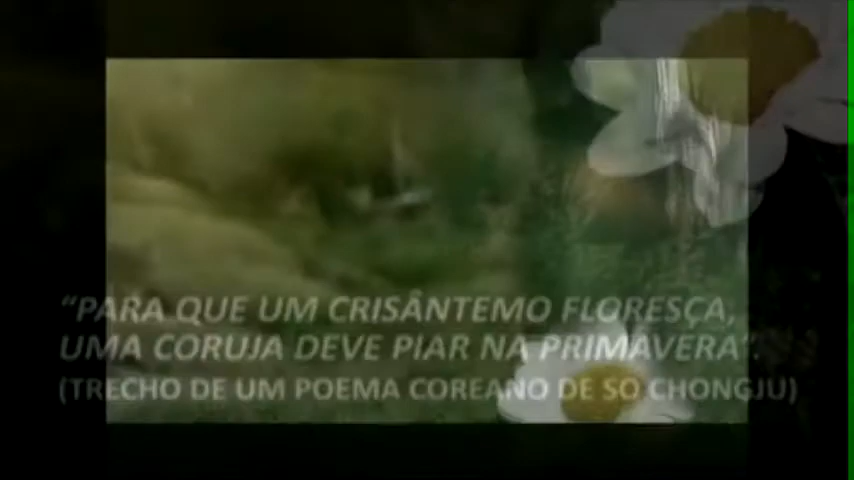 “PARA QUE UM CRISÂNTEMO FLORESÇA,
UMA CORUJA DEVE PIAR NA PRIMAVERA”.
(TRECHO DE UM POEMA COREANO DE SO CHONGJU)